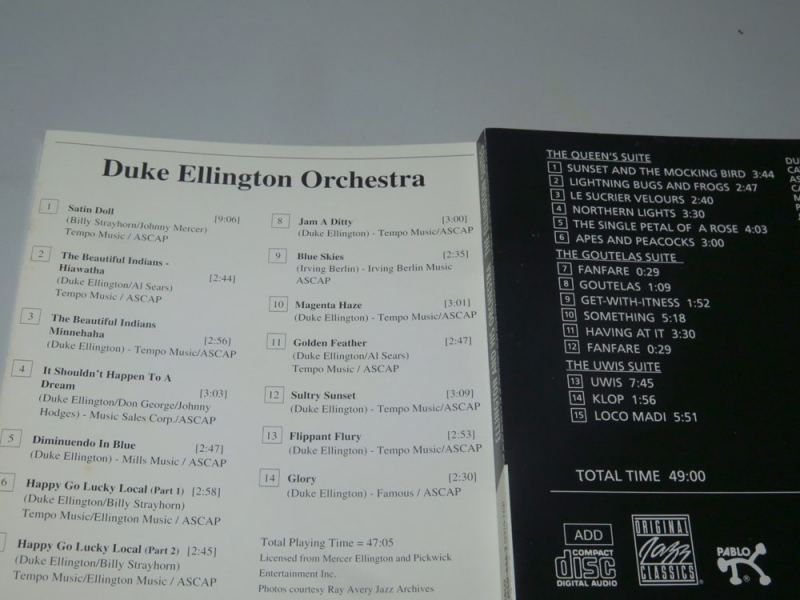 Duke Ellington Orchestra
1 Satin Doll
(Billy Strayhorn/Johnny Mercer) [9:06]
Tempo Music / ASCAP
2 The Beautiful Indians -
Hiawatha [2:44]
(Duke Ellington/Al Sears)
Tempo Music / ASCAP
3 The Beautiful Indians
Minnehaha [2:56]
(Duke Ellington) - Tempo Music/ASCAP
4 It Shouldn't Happen To A
Dream [3:03]
(Duke Ellington/Don George/Johnny
Hodges) - Music Sales Corp./ASCAP
5 Diminuendo In Blue [2:47]
(Duke Ellington) - Mills Music / ASCAP
6 Happy Go Lucky Local (Part 1) [2:58]
(Duke Ellington/Billy Strayhorn)
Tempo Music/Ellington Music / ASCAP
Happy Go Lucky Local (Part 2) [2:45]
(Duke Ellington/Billy Strayhorn)
Tempo Music/Ellington Music / ASCAP
8 Jam A Ditty [3:00]
(Duke Ellington) - Tempo Music/ASCAP
9 Blue Skies [2:35]
(Irving Berlin) - Irving Berlin Music
ASCAP
10 Magenta Haze [3:01]
(Duke Ellington) - Tempo Music/ASCAP
11 Golden Feather [2:47]
(Duke Ellington/Al Sears)
Tempo Music / ASCAP
12 Sultry Sunset [3:09]
(Duke Ellington) - Tempo Music/ASCAP
13 Flippant Flury [2:53]
(Duke Ellington) - Tempo Music/ASCAP
14 Glory [2:30]
(Duke Ellington) - Famous / ASCAP
Total Playing Time = 47:05
Licensed from Mercer Ellington and Pickwick
Entertainment Inc.
Photos courtesy Ray Avery Jazz Archives
THE QUEEN'S SUITE
1 SUNSET AND THE MOCKING BIRD 3:44
2 LIGHTNING BUGS AND FROGS 2:47
3 LE SUCRIER VELOURS 2:40
4 NORTHERN LIGHTS 3:30
5 THE SINGLE PETAL OF A ROSE 4:03
6 APES AND PEACOCKS 3:00
THE GOUTELAS SUITE
7 FANFARE 0:29
8 GOUTELAS 1:09
9 GET-WITH-ITNESS 1:52
10 SOMETHING 5:18
11 HAVING AT IT 3:30
12 FANFARE 0:29
THE UWIS SUITE
13 UWIS 7:45
14 KLOP 1:56
15 LOCO MADI 5:51
TOTAL TIME 49:00
ADD
COMPACT
disc
DIGITAL AUDIO
ORIGINAL
Jazz
CLASSICS
PABLO